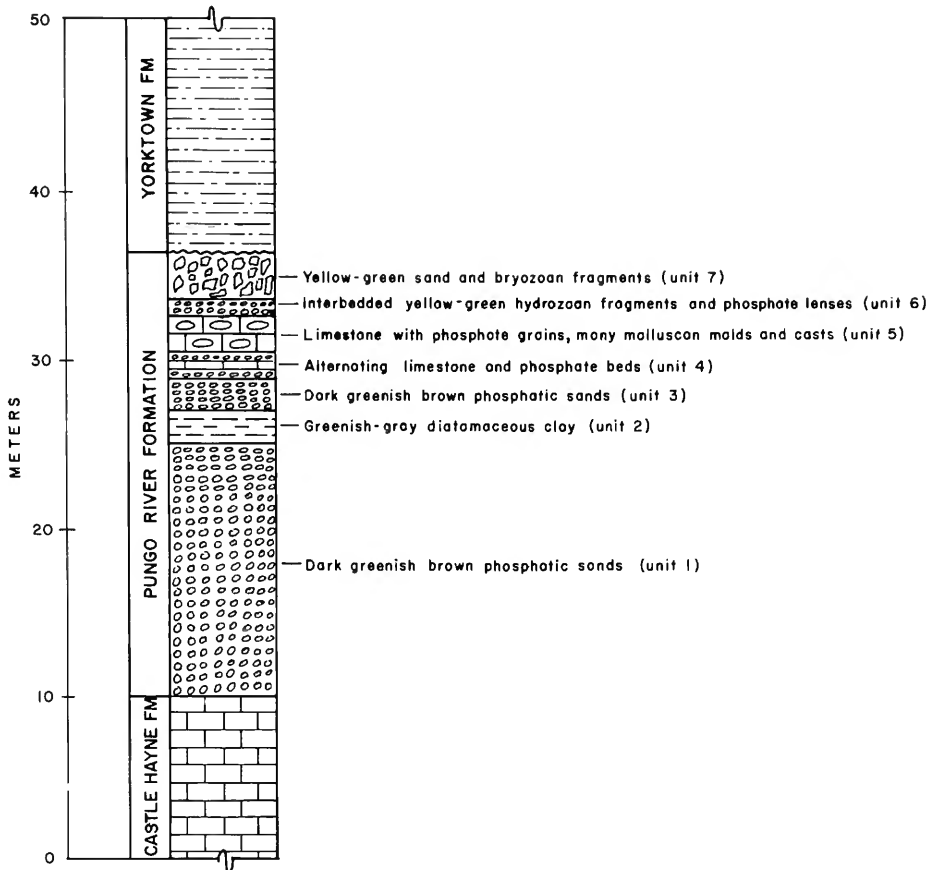 50
40
30
20
10
0
METERS
YORKTOWN FM
PUNGO RIVER FORMATION
CASTLE HAYNE FM
Yellow-green sand and bryozoan fragments (unit 7)
Interbedded yellow-green hydrozoan fragments and phosphate lenses (unit 6)
Limestone with phosphate grains, many molluscan molds and casts (unit 5)
Alternating limestone and phosphate beds (unit 4)
Dark greenish brown phosphatic sands (unit 3)
Greenish-gray diatamaceous clay (unit 2)
Dark greenish brown phosphatic sands (unit 1)